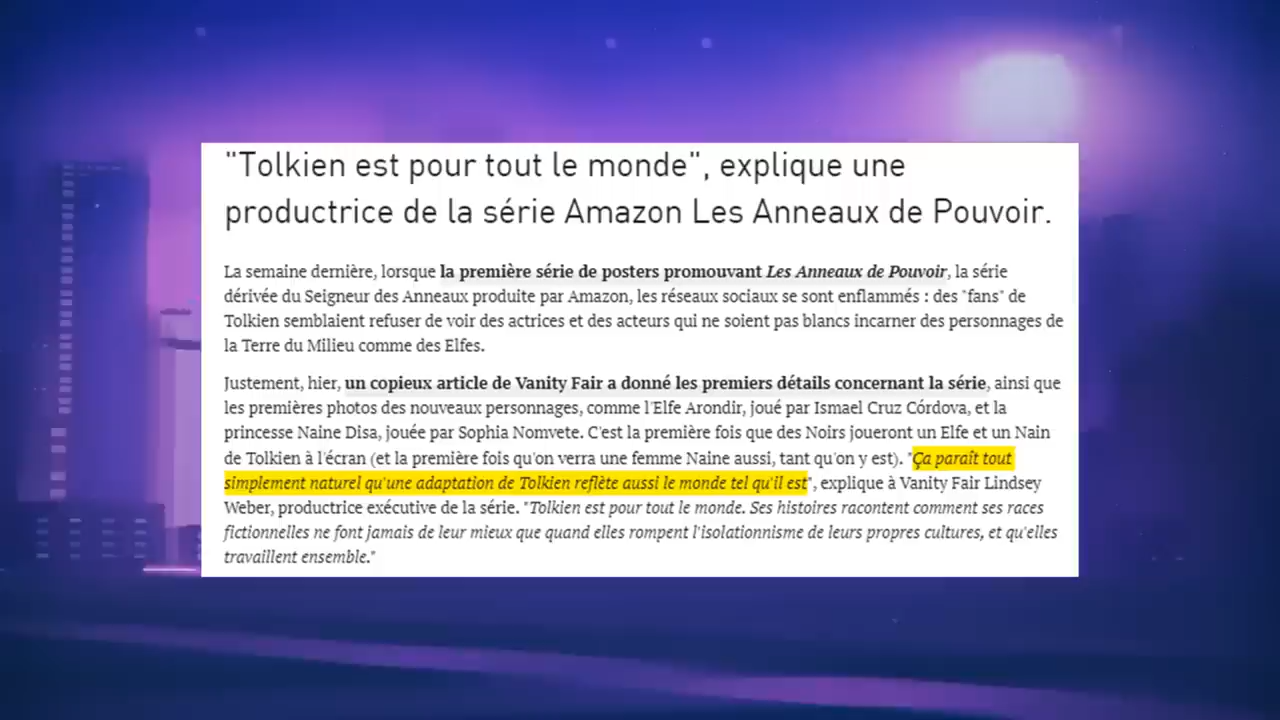 "Tolkien est pour tout le monde", explique une
productrice de la série Amazon Les Anneaux de Pouvoir.
La semaine dernière, lorsque la première série de posters promouvant Les Anneaux de Pouvoir, la série
dérivée du Seigneur des Anneaux produite par Amazon, les réseaux sociaux se sont enflammés : des "fans" de
Tolkien semblaient refuser de voir des actrices et des acteurs qui ne soient pas blancs incarner des personnages de
la Terre du Milieu comme des Elfes.
Justement, hier, un copieux article de Vanity Fair a donné les premiers détails concernant la série, ainsi que
les premières photos des nouveaux personnages, comme l'Elfe Arondir, joué par Ismael Cruz Córdova, et la
princesse Naine Disa, jouée par Sophia Nomvete. C'est la première fois que des Noirs joueront un Elfe et un Nain
de Tolkien à l'écran (et la première fois qu'on verra une femme Naine aussi, tant qu'on y est). "Ça paraît tout
simplement naturel qu'une adaptation de Tolkien reflète aussi le monde tel qu'il est", explique à Vanity Fair Lindsey
Weber, productrice exécutive de la série. "Tolkien est pour tout le monde. Ses histoires racontent comment ses races
fictionnelles ne font jamais de leur mieux que quand elles rompent l'isolationnisme de leurs propres cultures, et qu'elles
travaillent ensemble."